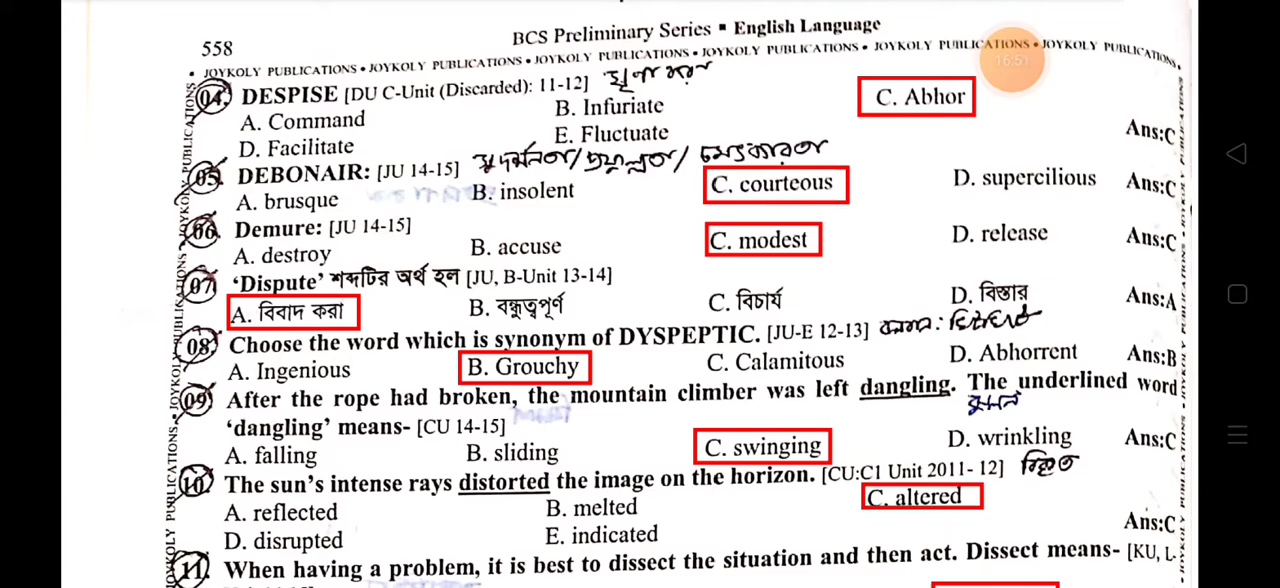 558
BCS Preliminary Series ▪ English Language
• JOYKOLY PUBLICATIONS • JOYKOLY PUBLICATIONS • JOYKOLY PUBLICATIONS • JOYKOLY PUBLICATIONS • JOYKOLY PUBLICATIONS • JOYKOLY PUBLICATIONS
16:51
04. DESPISE [DU C-Unit (Discarded): 11-12]
A. Command B. Infuriate C. Abhor
D. Facilitate E. Fluctuate Ans:C
05. DEBONAIR: [JU 14-15]
A. brusque B. insolent C. courteous D. supercilious Ans:C
06. Demure: [JU 14-15]
A. destroy B. accuse C. modest D. release Ans:C
07. ‘Dispute’ শব্দটির অর্থ হল [JU, B-Unit 13-14]
A. বিবাদ করা B. বন্ধুত্বপূর্ণ C. বিচার্য D. বিস্তার Ans:A
08. Choose the word which is synonym of DYSPEPTIC. [JU-E 12-13]
A. Ingenious B. Grouchy C. Calamitous D. Abhorrent Ans:B
09. After the rope had broken, the mountain climber was left dangling. The underlined word
‘dangling’ means- [CU 14-15]
A. falling B. sliding C. swinging D. wrinkling Ans:C
10. The sun’s intense rays distorted the image on the horizon. [CU:C1 Unit 2011- 12] বিকৃত
A. reflected B. melted C. altered
D. disrupted E. indicated Ans:C
11. When having a problem, it is best to dissect the situation and then act. Dissect means- [KU, L-